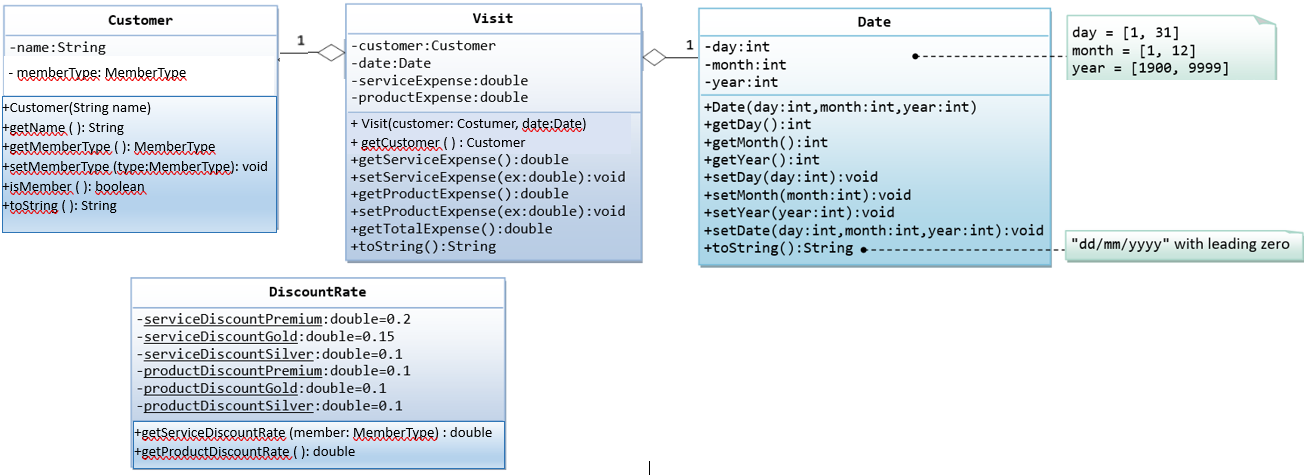 Customer
-name:String
- memberType: MemberType
+Customer(String name)
+getName ( ): String
+getMemberType ( ): MemberType
+setMemberType (type:MemberType): void
+isMember ( ): boolean
+toString ( ): String
1
Visit
-customer:Customer
-date:Date
-serviceExpense:double
-productExpense:double
+ Visit(customer: Costumer, date:Date)
+ getCustomer ( ) : Customer
+getServiceExpense():double
+setServiceExpense(ex:double):void
+getProductExpense():double
+setProductExpense(ex:double):void
+getTotalExpense():double
+toString():String
1
Date
-day:int
-month:int
-year:int
+Date(day:int,month:int,year:int)
+getDay():int
+getMonth():int
+getYear():int
+setDay(day:int):void
+setMonth(month:int):void
+setYear(year:int):void
+setDate(day:int,month:int,year:int):void
+toString():String
day = [1, 31]
month = [1, 12]
year = [1900, 9999]
"dd/mm/yyyy" with leading zero
DiscountRate
-serviceDiscountPremium:double=0.2
-serviceDiscountGold:double=0.15
-serviceDiscountSilver:double=0.1
-productDiscountPremium:double=0.1
-productDiscountGold:double=0.1
-productDiscountSilver:double=0.1
+getServiceDiscountRate (member: MemberType) : double
+getProductDiscountRate ( ): double